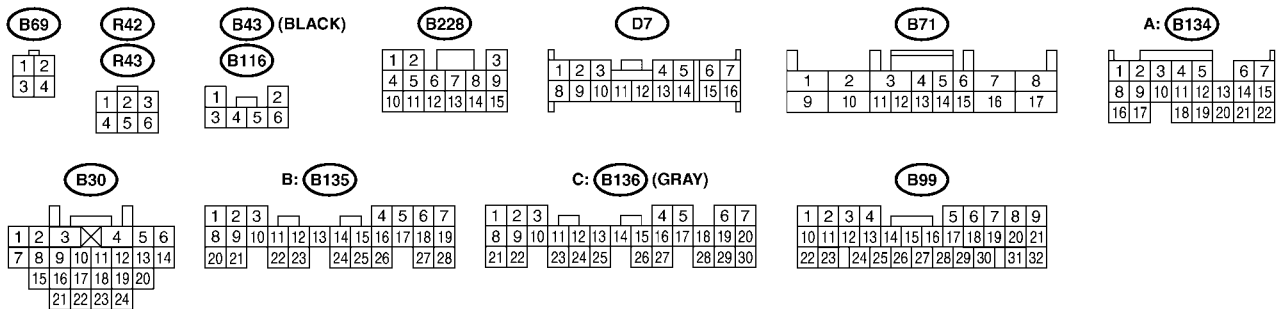 B69 R42 B43 (BLACK) B228 D7 B71 A: B134
R43 B116
1 2
3 4
1 2 3
4 5 6
1 2
3 4 5 6
1 2 3
4 5 6 7 8 9
10 11 12 13 14 15
1 2 3 4 5 6 7
8 9 10 11 12 13 14 15 16
1 2 3 4 5 6 7 8
9 10 11 12 13 14 15 16 17
1 2 3 4 5 6 7
8 9 10 11 12 13 14 15
16 17 18 19 20 21 22
B30 B: B135 C: B136 (GRAY) B99
1 2 3 4 5 6
7 8 9 10 11 12 13 14
15 16 17 18 19 20
21 22 23 24
1 2 3 4 5 6 7
8 9 10 11 12 13 14 15 16 17 18 19
20 21 22 23 24 25 26 27 28
1 2 3 4 5 6 7
8 9 10 11 12 13 14 15 16 17 18 19 20
21 22 23 24 25 26 27 28 29 30
1 2 3 4 5 6 7 8 9
10 11 12 13 14 15 16 17 18 19 20 21
22 23 24 25 26 27 28 29 30 31 32